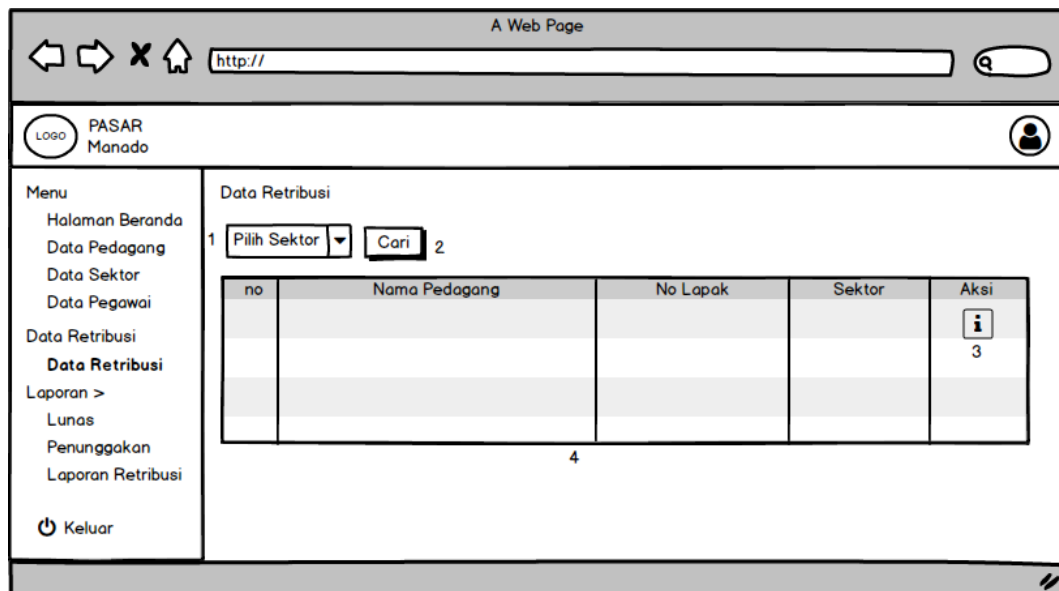 A Web Page
http://
LOGO
PASAR
Manado
Menu
Halaman Beranda
Data Pedagang
Data Sektor
Data Pegawai
Data Retribusi
Data Retribusi
Laporan >
Lunas
Penunggakan
Laporan Retribusi
Keluar
Data Retribusi
1 Pilih Sektor Cari 2
no Nama Pedagang No Lapak Sektor Aksi
i
3
4